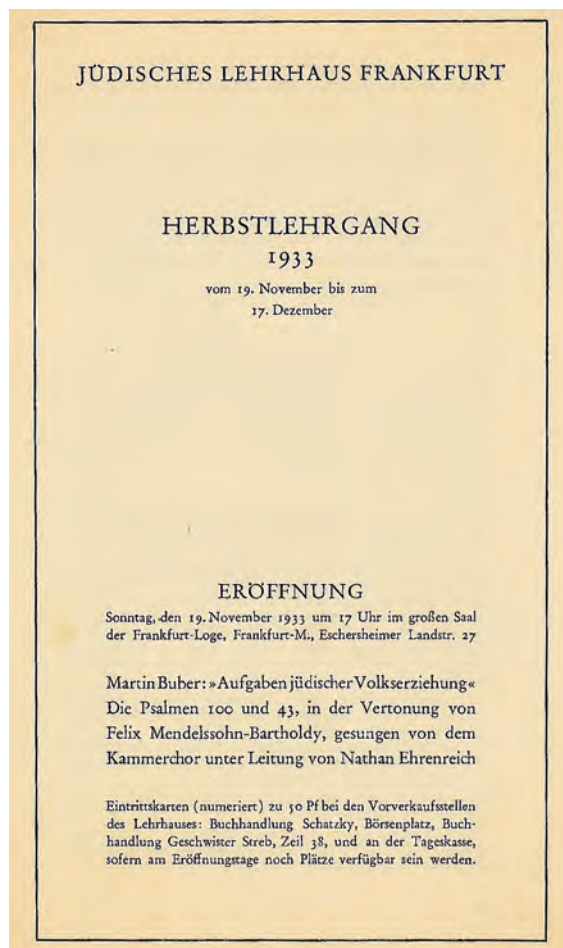 JÜDISCHES LEHRHAUS FRANKFURT
HERBSTLEHRGANG
1933
vom 19. November bis zum
17. Dezember
ERÖFFNUNG
Sonntag, den 19. November 1933 um 17 Uhr im großen Saal
der Frankfurt-Loge, Frankfurt-M., Eschersheimer Landstr. 27
Martin Buber: »Aufgaben jüdischer Volkserziehung«
Die Psalmen 100 und 43, in der Vertonung von
Felix Mendelssohn-Bartholdy, gesungen von dem
Kammerchor unter Leitung von Nathan Ehrenreich
Eintrittskarten (numeriert) zu 50 Pf bei den Vorverkaufsstellen
des Lehrhauses: Buchhandlung Schatzky, Börsenplatz, Buch-
handlung Geschwister Streb, Zeil 38, und an der Tageskasse,
sofern am Eröffnungstage noch Plätze verfügbar sein werden.